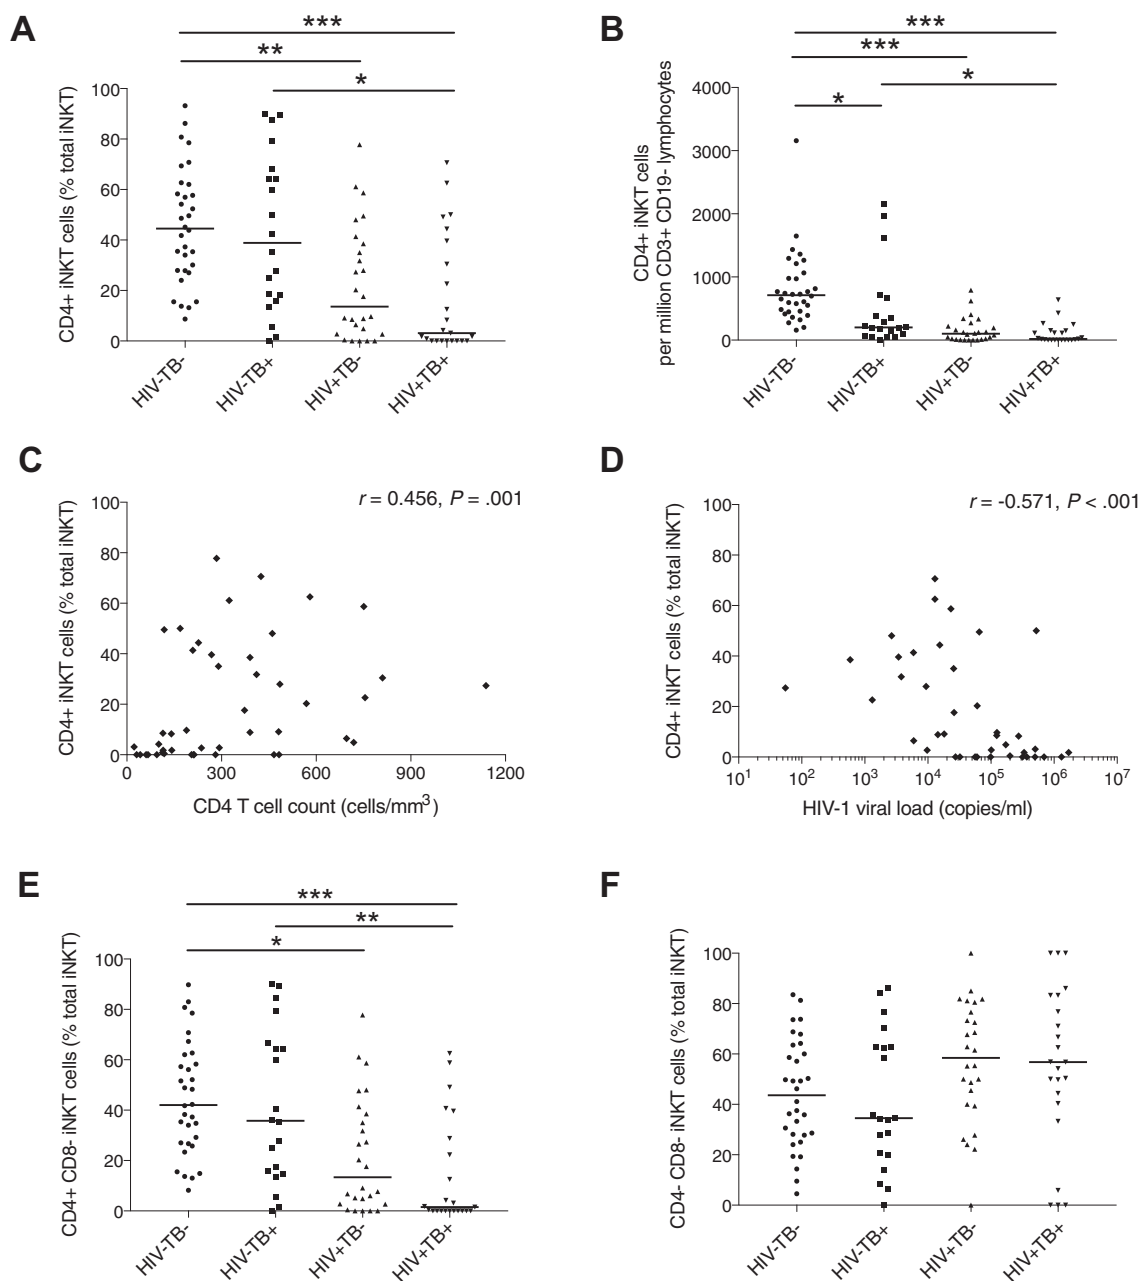 A
***
**
*
CD4+ iNKT cells (% total iNKT)
100
80
60
40
20
0
HIV-TB-
HIV-TB+
HIV+TB-
HIV+TB+
B
***
***
*
*
CD4+ iNKT cells
per million CD3+ CD19- lymphocytes
4000
3000
2000
1000
0
HIV-TB-
HIV-TB+
HIV+TB-
HIV+TB+
C
r = 0.456, P = .001
CD4+ iNKT cells (% total iNKT)
100
80
60
40
20
0
0 300 600 900 1200
CD4 T cell count (cells/mm³)
D
r = -0.571, P < .001
CD4+ iNKT cells (% total iNKT)
100
80
60
40
20
0
10¹ 10² 10³ 10⁴ 10⁵ 10⁶ 10⁷
HIV-1 viral load (copies/ml)
E
***
**
*
CD4+ CD8- iNKT cells (% total iNKT)
100
80
60
40
20
0
HIV-TB-
HIV-TB+
HIV+TB-
HIV+TB+
F
CD4- CD8- iNKT cells (% total iNKT)
100
80
60
40
20
0
HIV-TB-
HIV-TB+
HIV+TB-
HIV+TB+